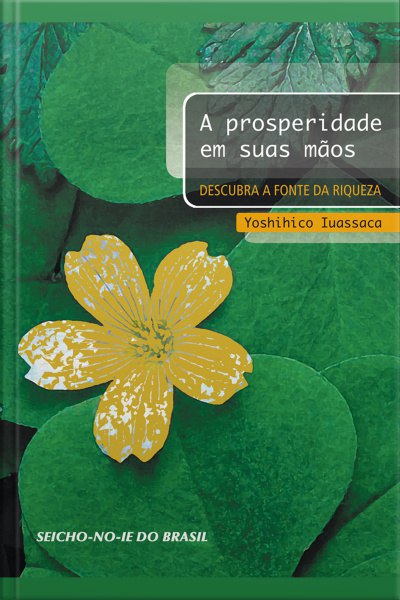 A prosperidade
em suas mãos
DESCUBRA A FONTE DA RIQUEZA
Yoshihico Iuassaca
SEICHO-NO-IE DO BRASIL